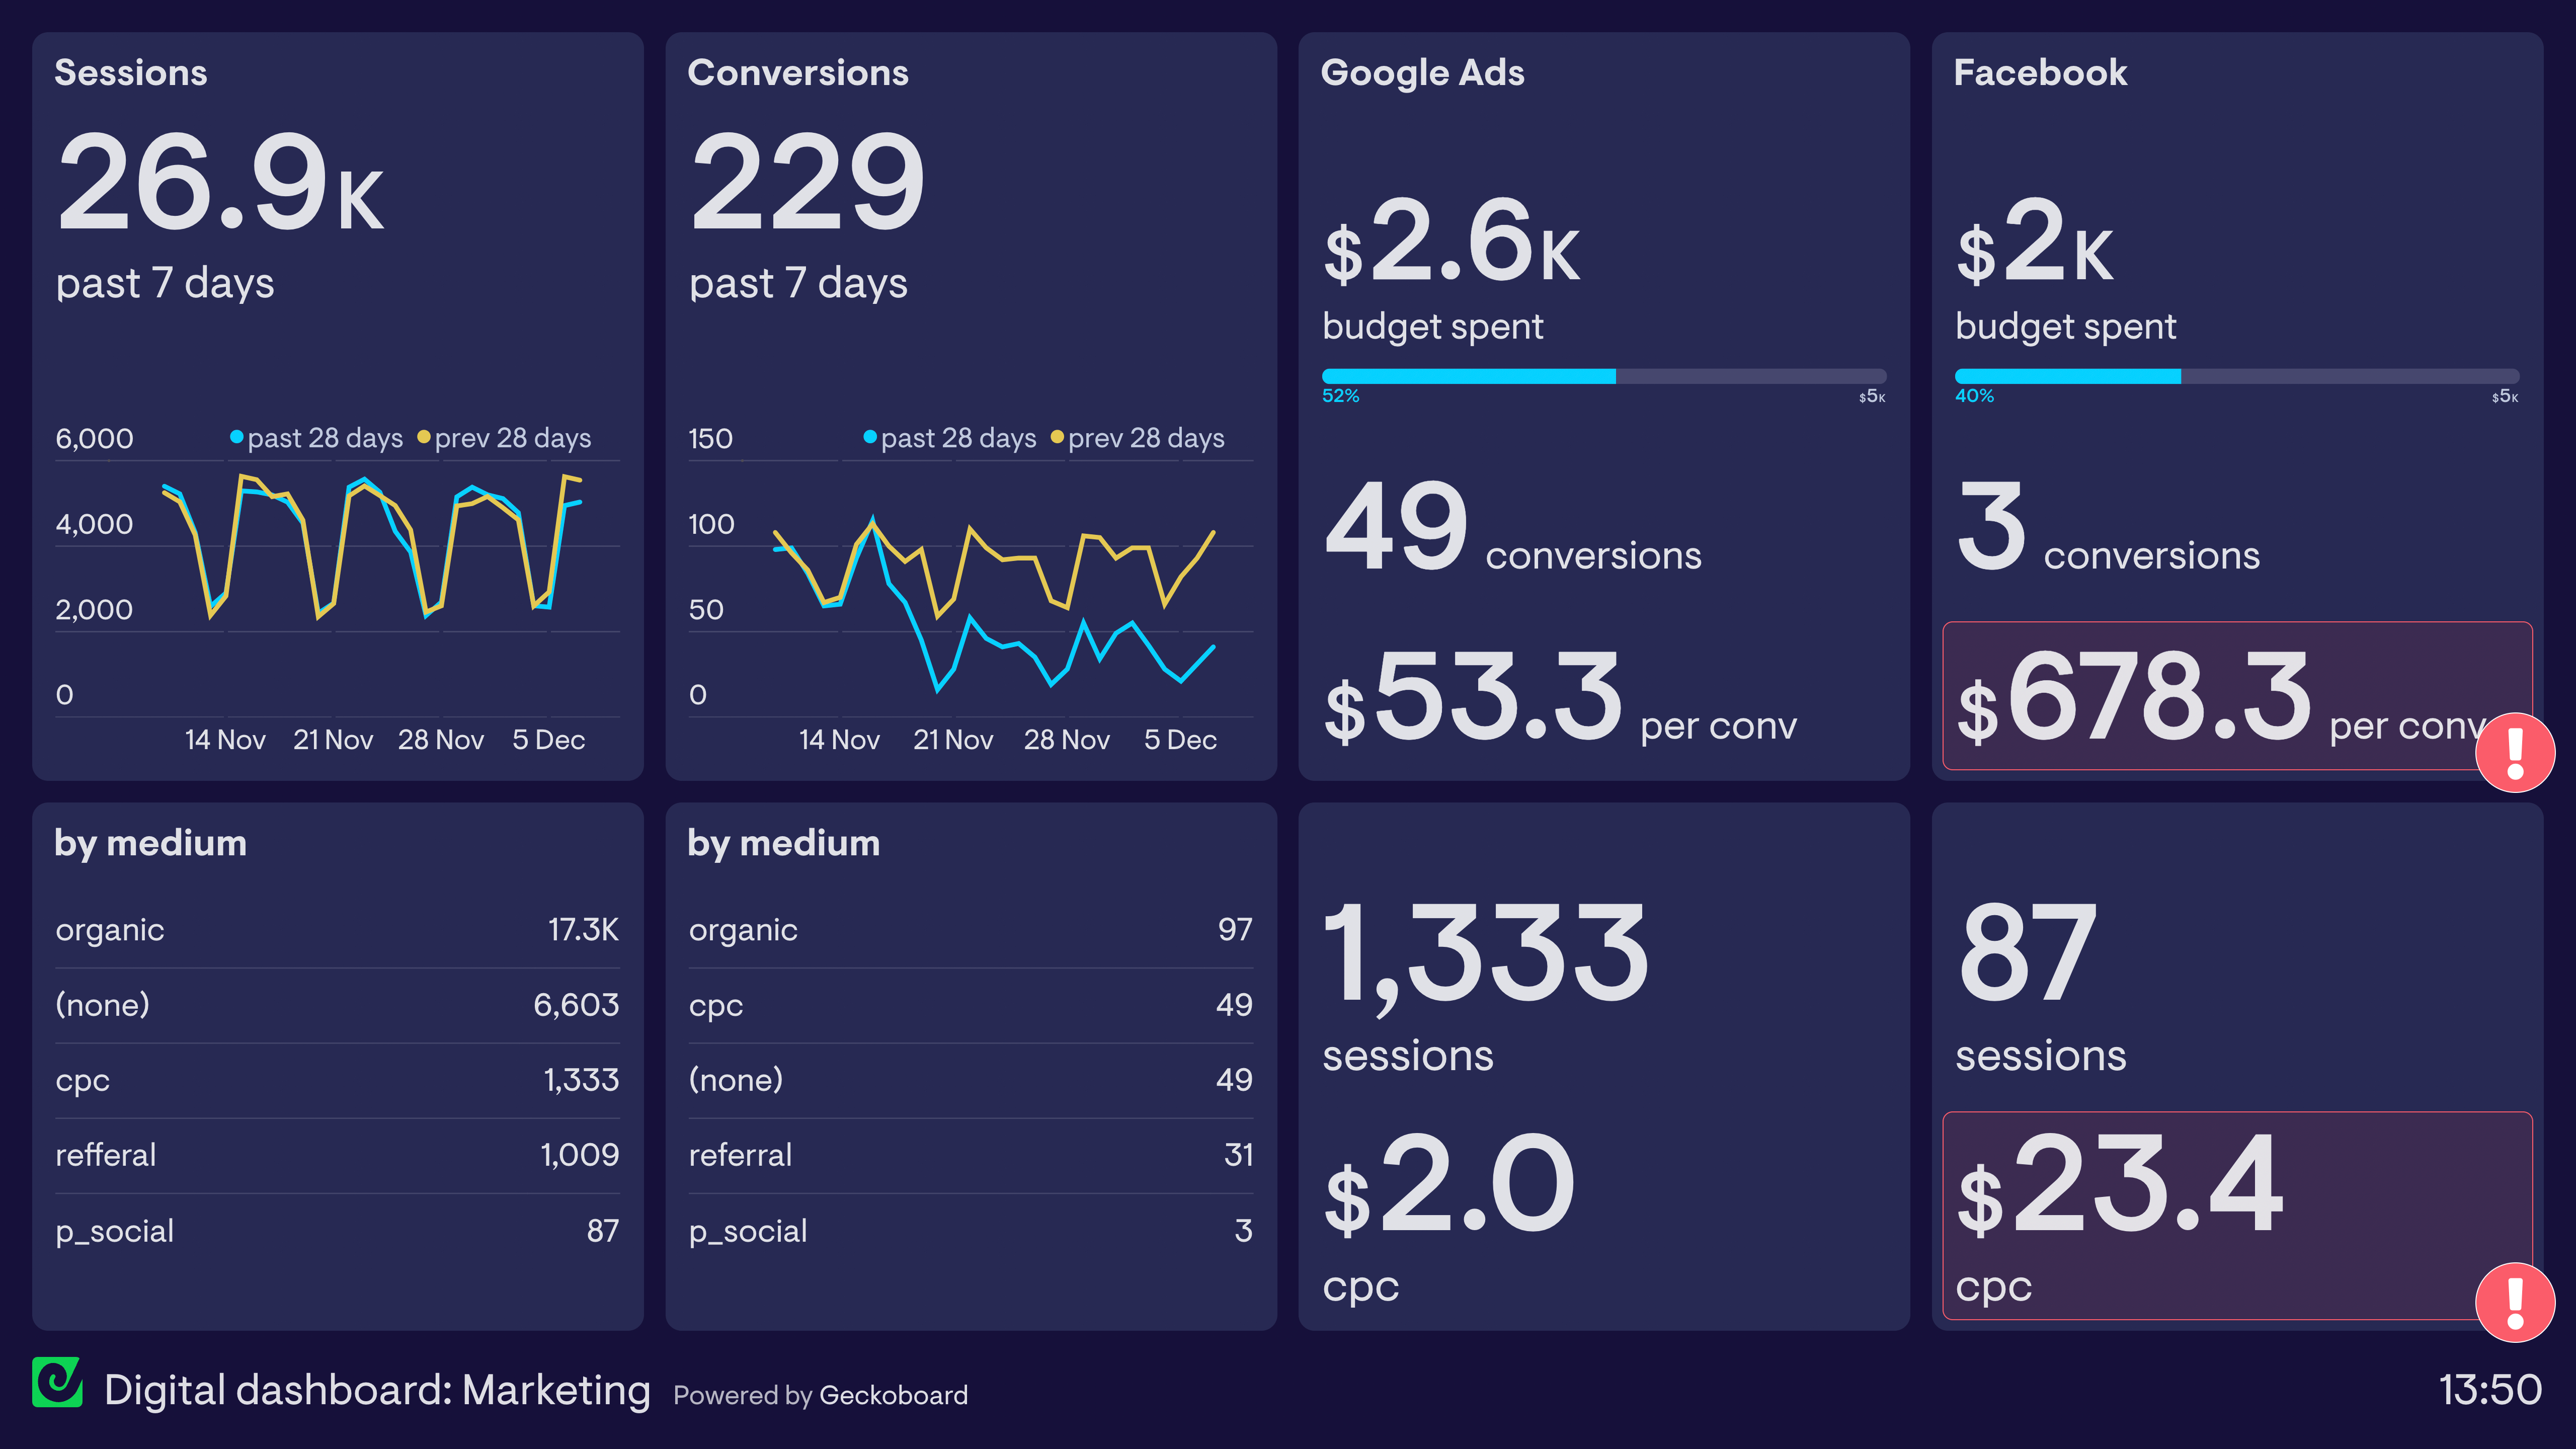 Sessions
26.9K
past 7 days
past 28 days prev 28 days
6,000
4,000
2,000
0
14 Nov 21 Nov 28 Nov 5 Dec
Conversions
229
past 7 days
past 28 days prev 28 days
150
100
50
0
14 Nov 21 Nov 28 Nov 5 Dec
Google Ads
$2.6K
budget spent
52% $5K
49 conversions
$53.3 per conv
Facebook
$2K
budget spent
40% $5K
3 conversions
$678.3 per conv
!
by medium
organic 17.3K
(none) 6,603
cpc 1,333
refferal 1,009
p_social 87
by medium
organic 97
cpc 49
(none) 49
referral 31
p_social 3
1,333
sessions
$2.0
cpc
87
sessions
$23.4
cpc
!
Digital dashboard: Marketing Powered by Geckoboard
13:50